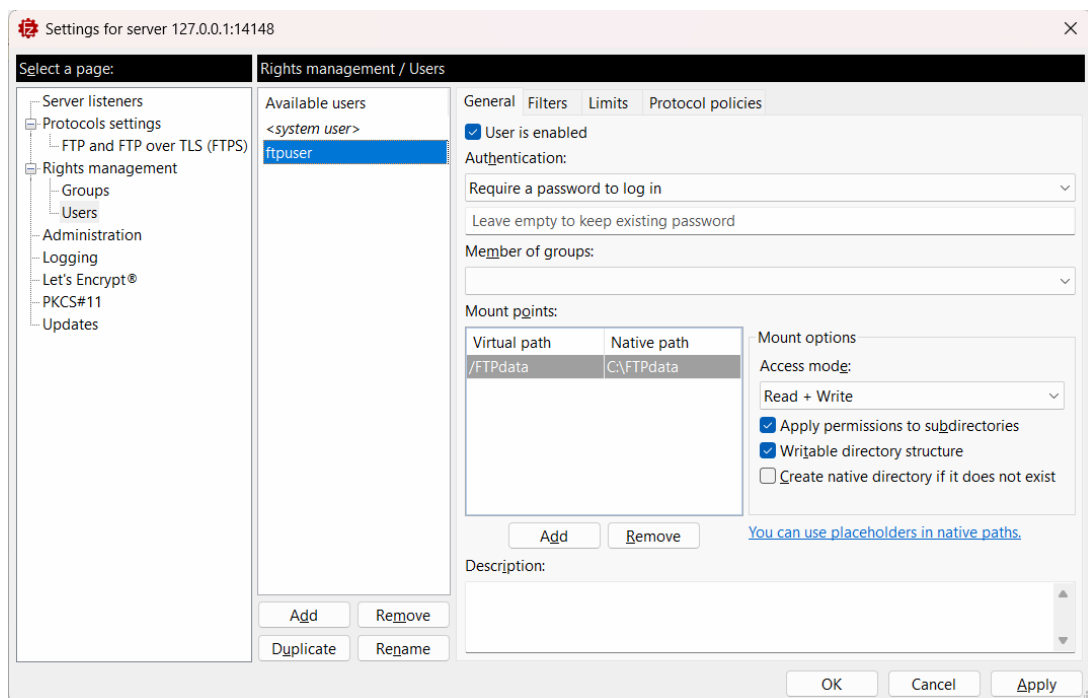 Settings for server 127.0.0.1:14148
Select a page:
Server listeners
Protocols settings
FTP and FTP over TLS (FTPS)
Rights management
Groups
Users
Administration
Logging
Let's Encrypt®
PKCS#11
Updates
Rights management / Users
Available users
<system user>
ftpuser
Add Remove
Duplicate Rename
General Filters Limits Protocol policies
User is enabled
Authentication:
Require a password to log in
Leave empty to keep existing password
Member of groups:
Mount points:
Virtual path Native path
/FTPdata C:\FTPdata
Add Remove
Mount options
Access mode:
Read + Write
Apply permissions to subdirectories
Writable directory structure
Create native directory if it does not exist
You can use placeholders in native paths.
Description:
OK Cancel Apply